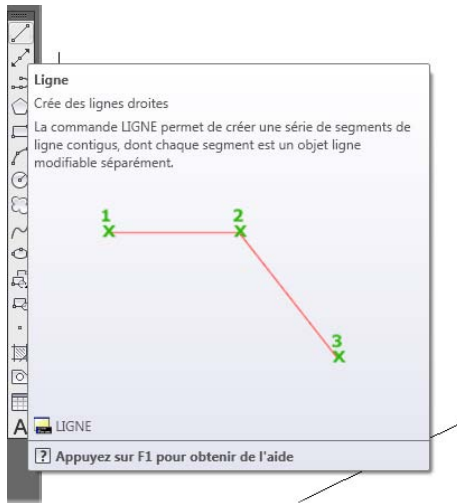 Ligne
Crée des lignes droites
La commande LIGNE permet de créer une série de segments de
ligne contigus, dont chaque segment est un objet ligne
modifiable séparément.
1
2
3
A
LIGNE
? Appuyez sur F1 pour obtenir de l'aide